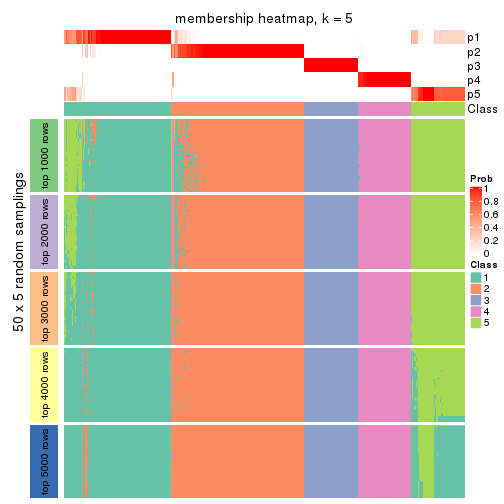 membership heatmap, k = 5
p1
p2
p3
p4
p5
Class
50 x 5 random samplings
top 1000 rows
top 2000 rows
top 3000 rows
top 4000 rows
top 5000 rows
Prob
1
0.8
0.6
0.4
0.2
0
Class
1
2
3
4
5